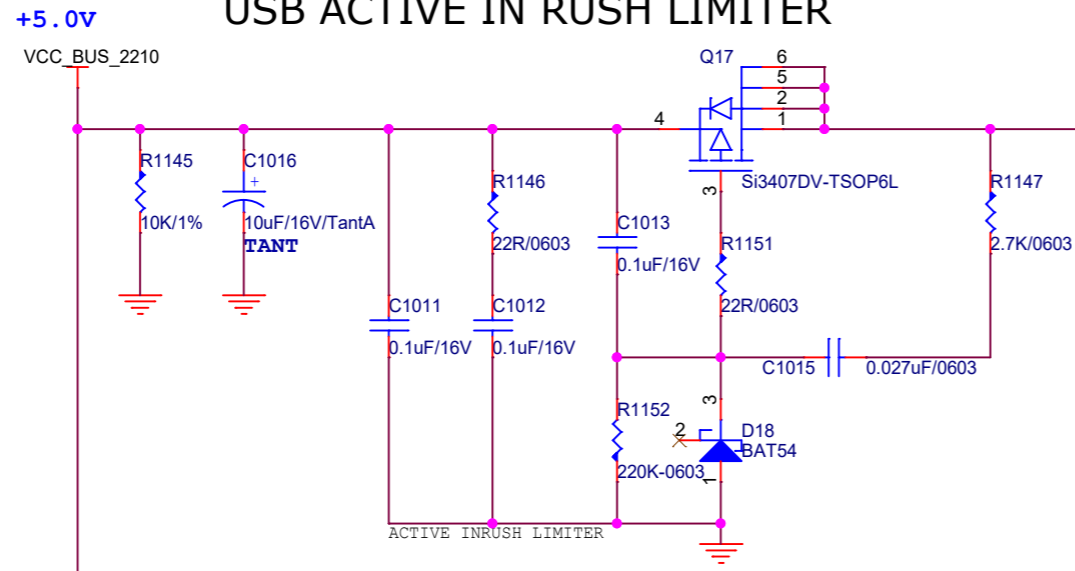 USB ACTIVE IN RUSH LIMITER
+5.0V
VCC_BUS_2210
Q17
6
5
2
1
4
3
Si3407DV-TSOP6L
R1145
10K/1%
C1016
+
10uF/16V/TantA
TANT
R1146
22R/0603
C1013
0.1uF/16V
R1151
22R/0603
R1147
2.7K/0603
C1011
0.1uF/16V
C1012
0.1uF/16V
C1015
0.027uF/0603
R1152
220K-0603
3
2
1
D18
BAT54
ACTIVE INRUSH LIMITER